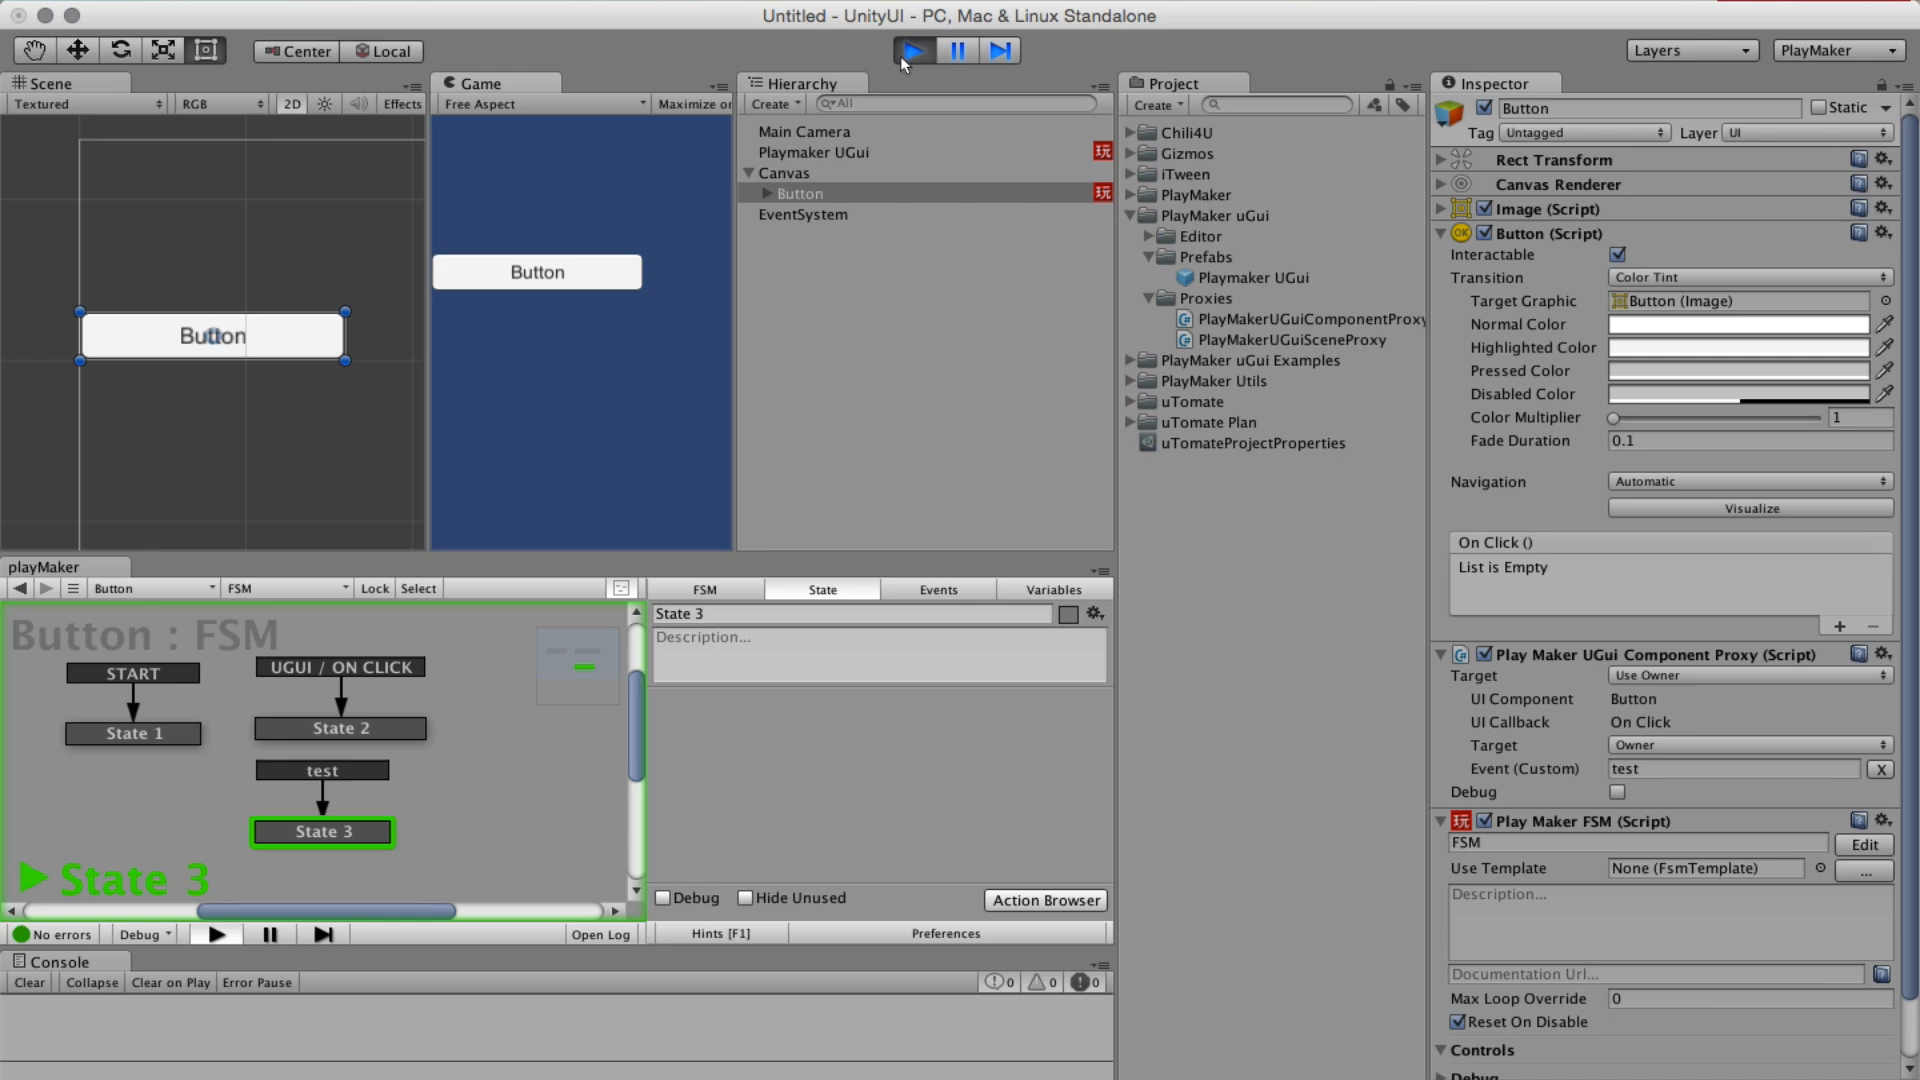 Untitled - UnityUI - PC, Mac & Linux Standalone
Center
Local
Layers
PlayMaker
Scene
Textured
RGB
2D
Effects
Game
Free Aspect
Maximize or
Hierarchy
Create
All
Main Camera
Playmaker UGui
玩
Canvas
Button
玩
EventSystem
Project
Create
Chili4U
Gizmos
iTween
PlayMaker
PlayMaker uGui
Editor
Prefabs
Playmaker UGui
Proxies
PlayMakerUGuiComponentProxy
PlayMakerUGuiSceneProxy
PlayMaker uGui Examples
PlayMaker Utils
uTomate
uTomate Plan
uTomateProjectProperties
Button
Button
Inspector
Button
Static
Tag Untagged
Layer UI
Rect Transform
Canvas Renderer
Image (Script)
OK
Button (Script)
Interactable
Transition Color Tint
Target Graphic Button (Image)
Normal Color
Highlighted Color
Pressed Color
Disabled Color
Color Multiplier 1
Fade Duration 0.1
Navigation Automatic
Visualize
On Click ()
List is Empty
+ -
Play Maker UGui Component Proxy (Script)
Target Use Owner
UI Component Button
UI Callback On Click
Target Owner
Event (Custom) test X
Debug
玩 Play Maker FSM (Script)
FSM Edit
Use Template None (FsmTemplate) ...
Description...
Documentation Url...
Max Loop Override 0
Reset On Disable
Controls
Debug
playMaker
Button
FSM
Lock
Select
Button : FSM
START
State 1
UGUI / ON CLICK
State 2
test
State 3
State 3
FSM
State
Events
Variables
State 3
Description...
Debug
Hide Unused
Action Browser
No errors
Debug
Open Log
Hints [F1]
Preferences
Console
Clear
Collapse
Clear on Play
Error Pause
0
0
0